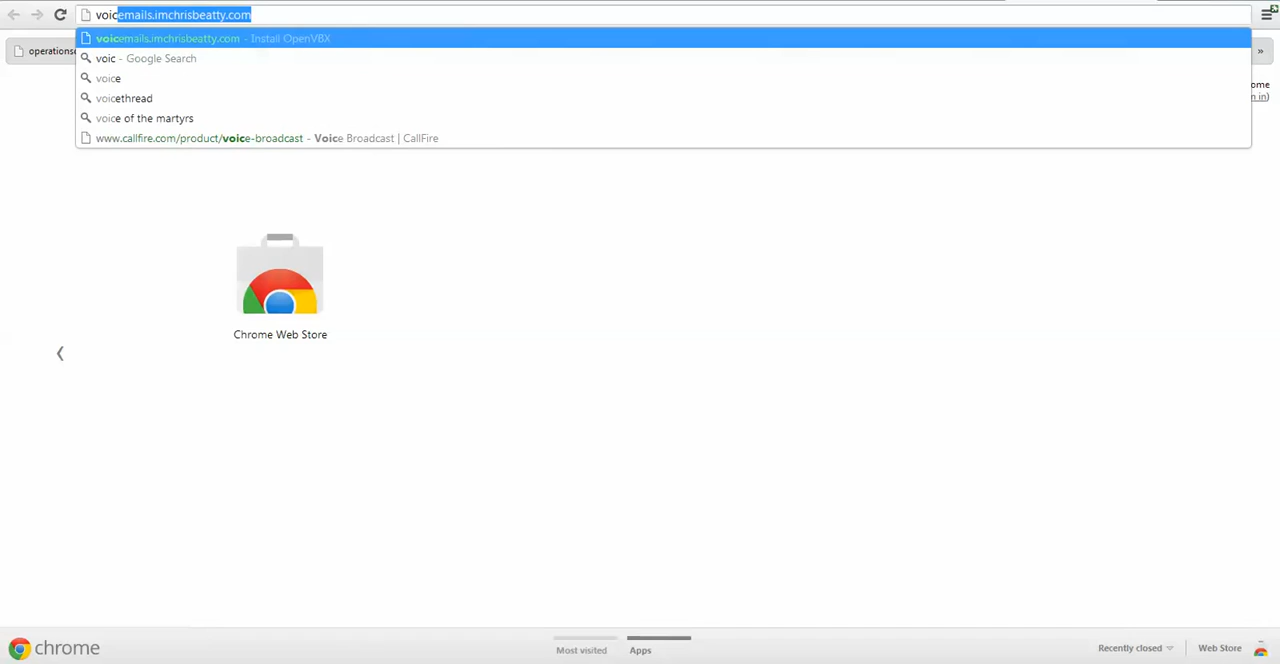 voicemails.imchrisbeatty.com
voicemails.imchrisbeatty.com - Install OpenVBX
voic - Google Search
operations
»
voice
ome
voicethread
n in)
voice of the martyrs
www.callfire.com/product/voice-broadcast - Voice Broadcast | CallFire
Chrome Web Store
chrome
Most visited
Apps
Recently closed
Web Store